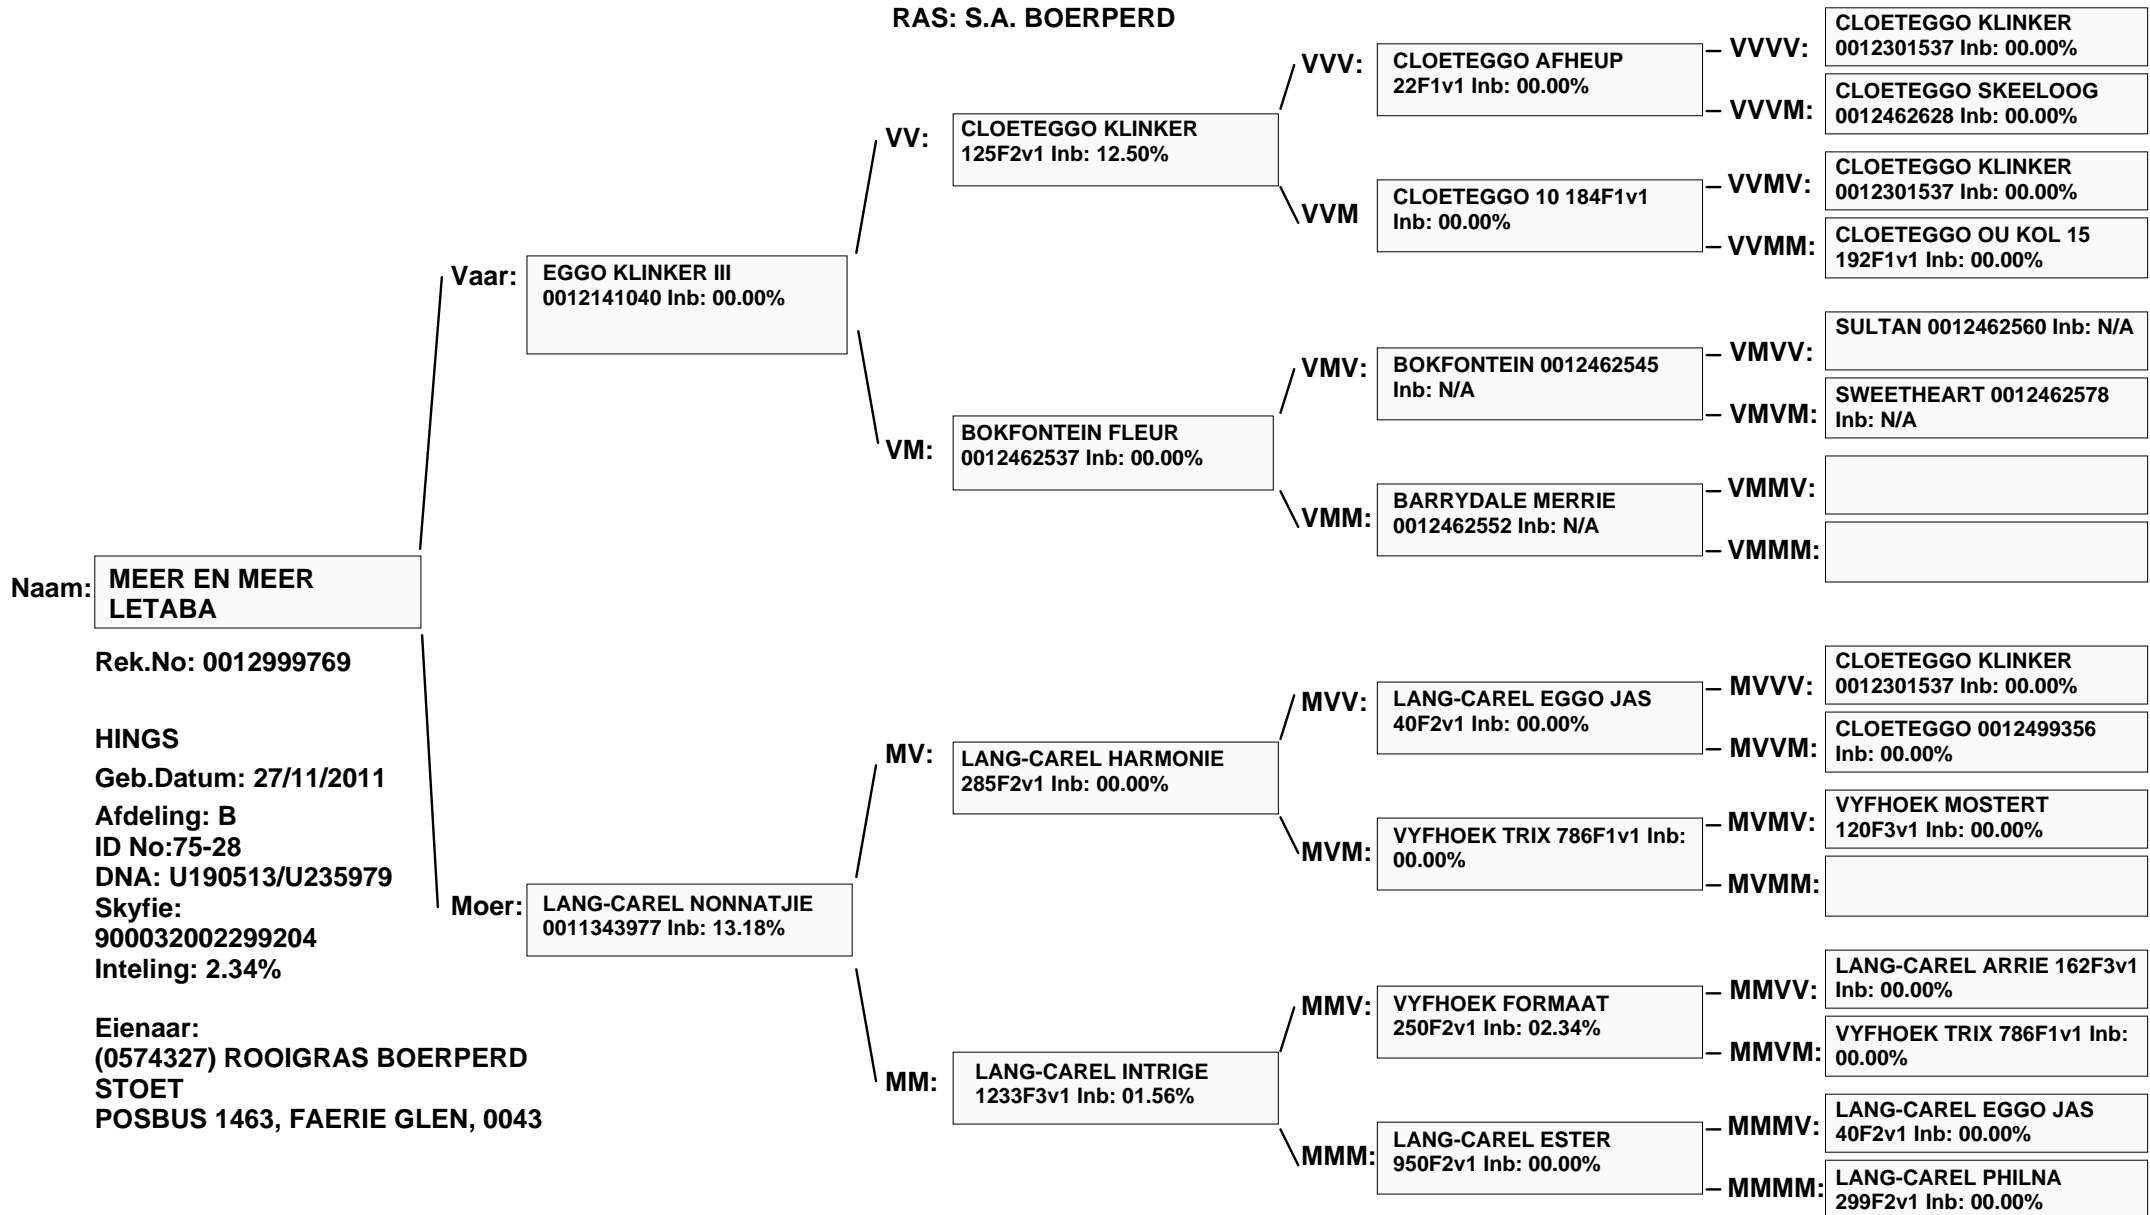 RAS: S.A. BOERPERD
Naam:
MEER EN MEER
LETABA
Rek.No: 0012999769
HINGS
Geb.Datum: 27/11/2011
Afdeling: B
ID No:75-28
DNA: U190513/U235979
Skyfie:
900032002299204
Inteling: 2.34%
Eienaar:
(0574327) ROOIGRAS BOERPERD
STOET
POSBUS 1463, FAERIE GLEN, 0043
Vaar:
EGGO KLINKER III
0012141040 Inb: 00.00%
Moer:
LANG-CAREL NONNATJIE
0011343977 Inb: 13.18%
VV:
CLOETEGGO KLINKER
125F2v1 Inb: 12.50%
VM:
BOKFONTEIN FLEUR
0012462537 Inb: 00.00%
MV:
LANG-CAREL HARMONIE
285F2v1 Inb: 00.00%
MM:
LANG-CAREL INTRIGE
1233F3v1 Inb: 01.56%
VVV:
CLOETEGGO AFHEUP
22F1v1 Inb: 00.00%
VVM
CLOETEGGO 10 184F1v1
Inb: 00.00%
VMV:
BOKFONTEIN 0012462545
Inb: N/A
VMM:
BARRYDALE MERRIE
0012462552 Inb: N/A
MVV:
LANG-CAREL EGGO JAS
40F2v1 Inb: 00.00%
MVM:
VYFHOEK TRIX 786F1v1 Inb:
00.00%
MMV:
VYFHOEK FORMAAT
250F2v1 Inb: 02.34%
MMM:
LANG-CAREL ESTER
950F2v1 Inb: 00.00%
VVVV:
CLOETEGGO KLINKER
0012301537 Inb: 00.00%
VVVM:
CLOETEGGO SKEELOOG
0012462628 Inb: 00.00%
VVMV:
CLOETEGGO KLINKER
0012301537 Inb: 00.00%
VVMM:
CLOETEGGO OU KOL 15
192F1v1 Inb: 00.00%
VMVV:
SULTAN 0012462560 Inb: N/A
VMVM:
SWEETHEART 0012462578
Inb: N/A
VMMV:
VMMM:
MVVV:
CLOETEGGO KLINKER
0012301537 Inb: 00.00%
MVVM:
CLOETEGGO 0012499356
Inb: 00.00%
MVMV:
VYFHOEK MOSTERT
120F3v1 Inb: 00.00%
MVMM:
MMVV:
LANG-CAREL ARRIE 162F3v1
Inb: 00.00%
MMVM:
VYFHOEK TRIX 786F1v1 Inb:
00.00%
MMMV:
LANG-CAREL EGGO JAS
40F2v1 Inb: 00.00%
MMMM:
LANG-CAREL PHILNA
299F2v1 Inb: 00.00%